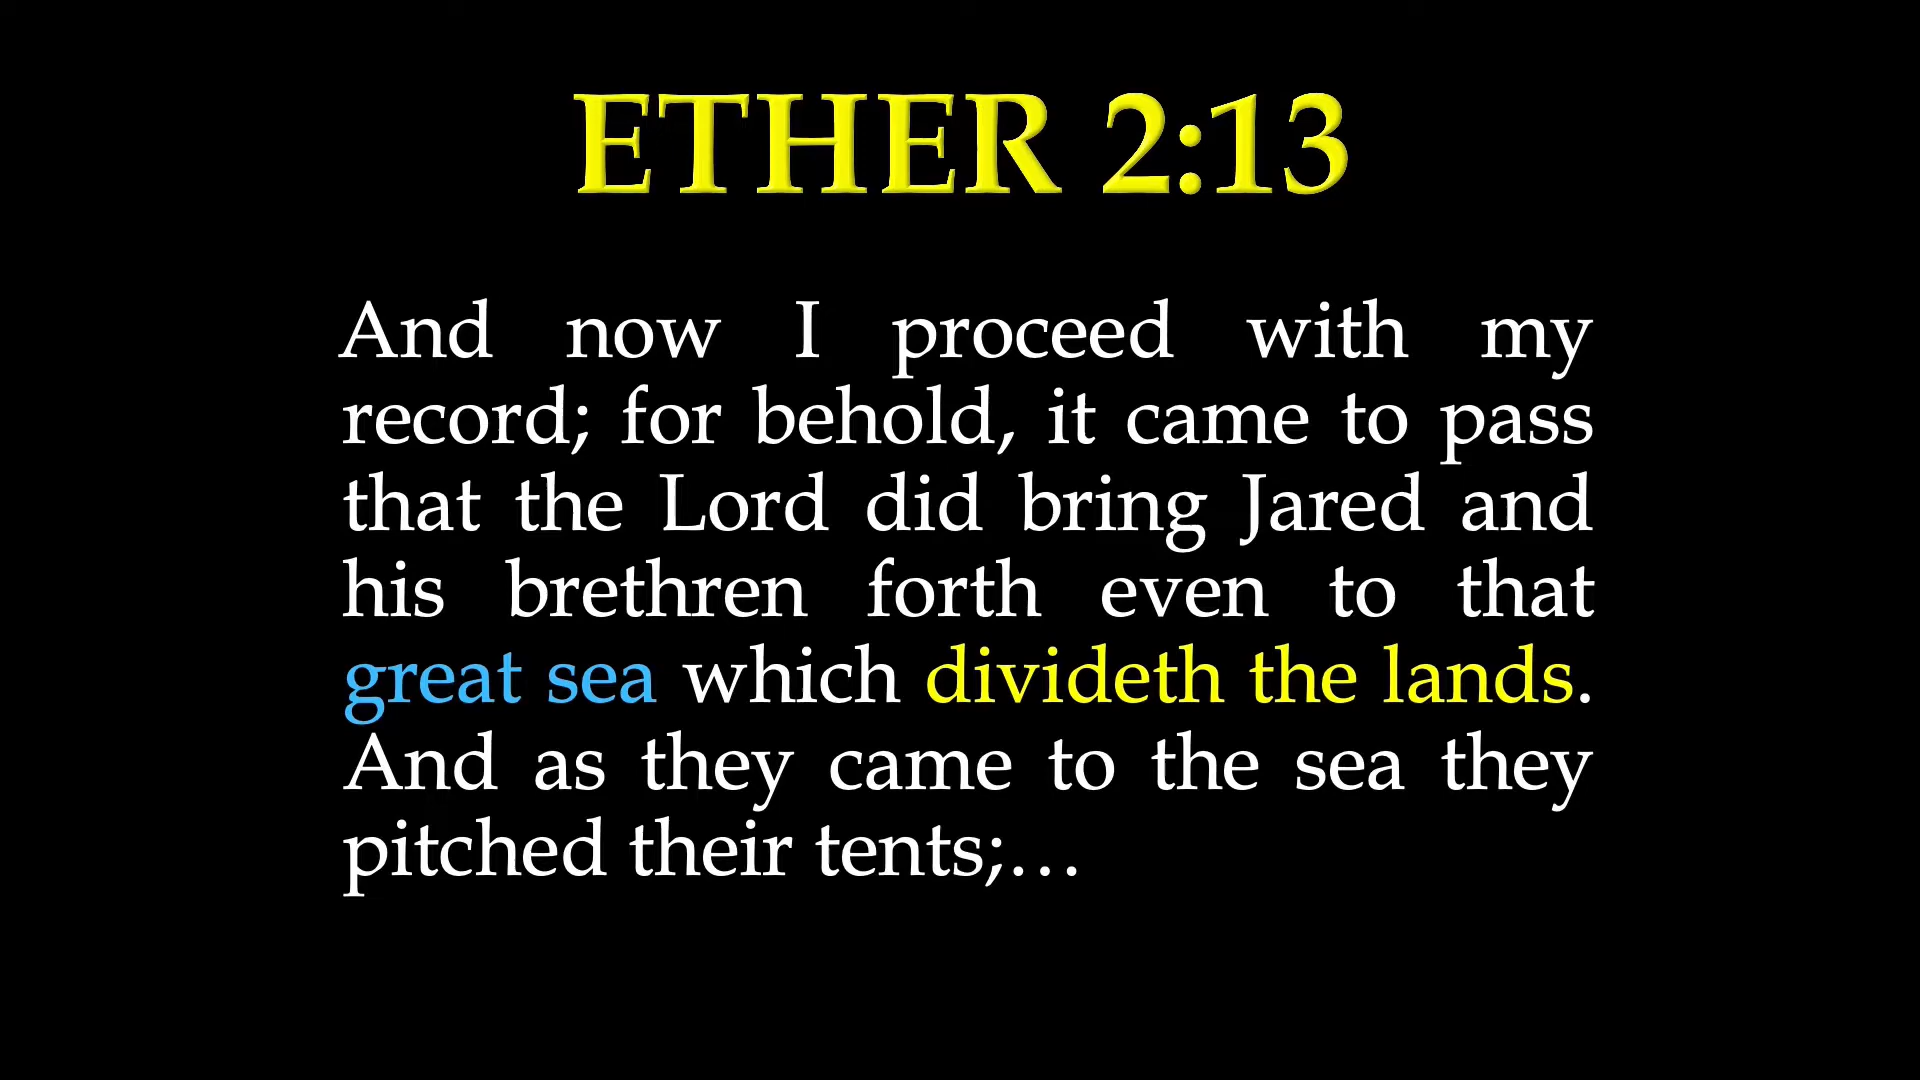 ETHER 2:13
And now I proceed with my
record; for behold, it came to pass
that the Lord did bring Jared and
his brethren forth even to that
great sea which divideth the lands.
And as they came to the sea they
pitched their tents;…